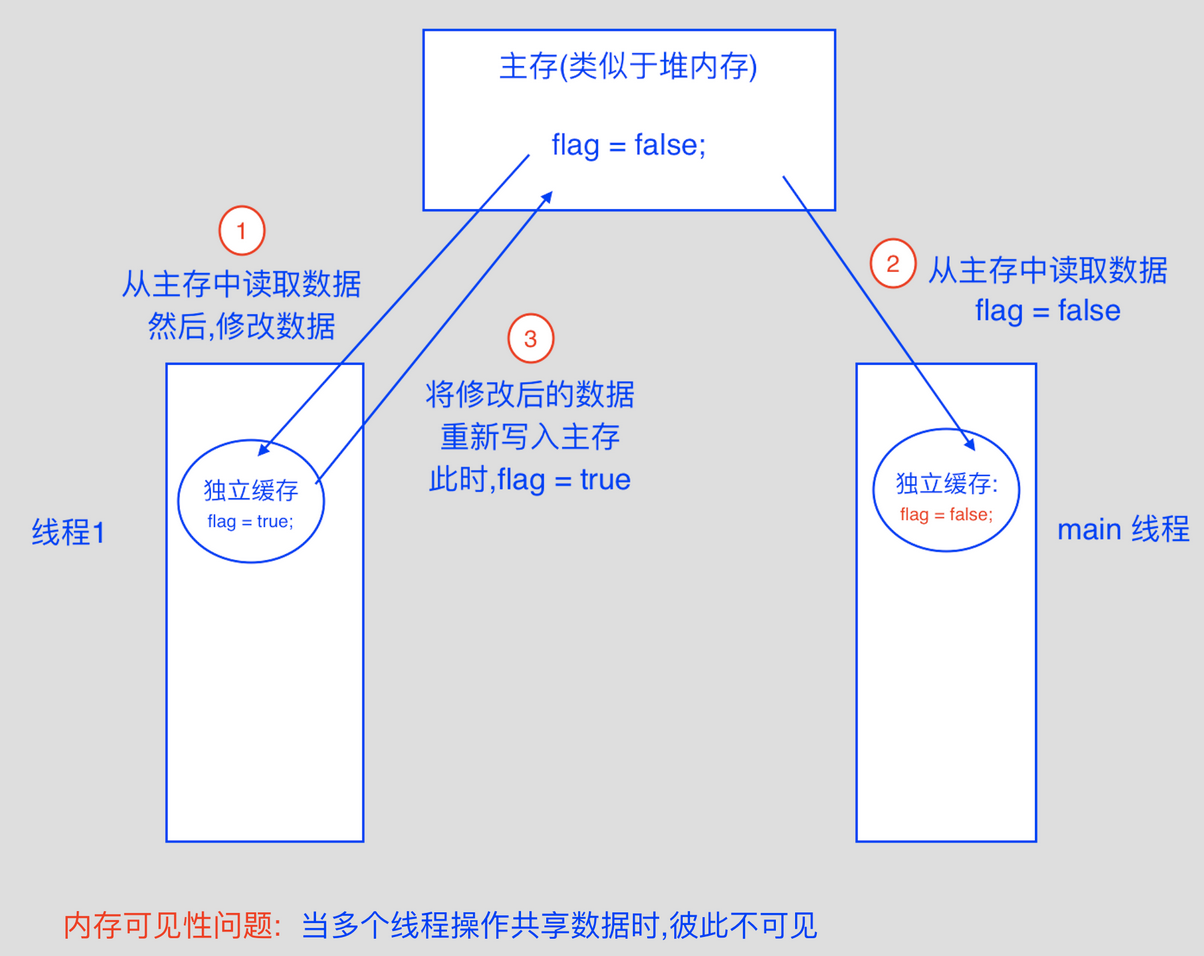 主存(类似于堆内存)
flag = false;
1
从主存中读取数据
然后,修改数据
2
从主存中读取数据
flag = false
3
将修改后的数据
重新写入主存
此时,flag = true
线程1
独立缓存
flag = true;
独立缓存:
flag = false;
main 线程
内存可见性问题: 当多个线程操作共享数据时,彼此不可见